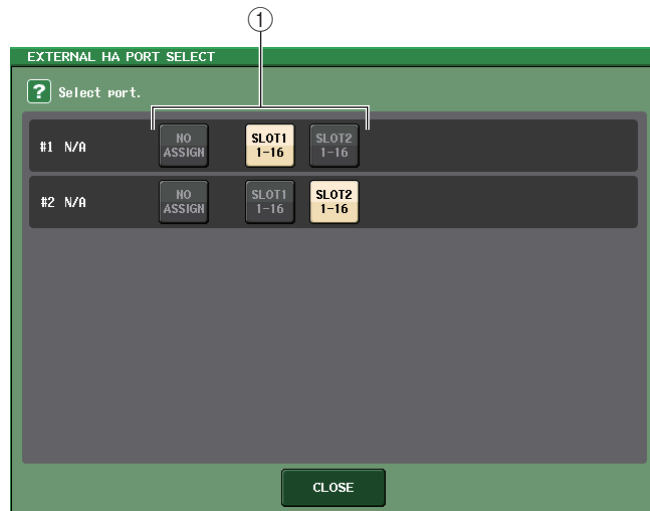 ①
EXTERNAL HA PORT SELECT
? Select port.
#1 N/A
NO ASSIGN
SLOT1 1-16
SLOT2 1-16
#2 N/A
NO ASSIGN
SLOT1 1-16
SLOT2 1-16
CLOSE